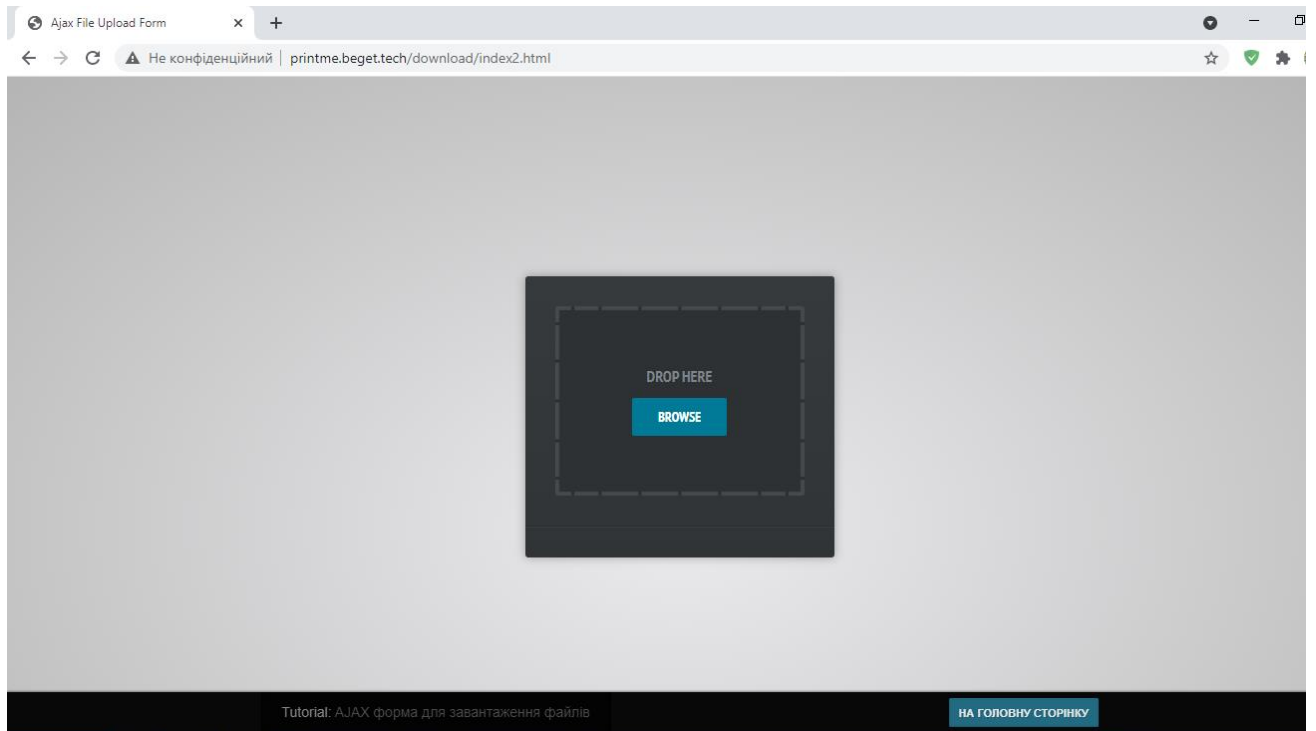 Ajax File Upload Form
Не конфіденційний | printme.beget.tech/download/index2.html
DROP HERE
BROWSE
Tutorial: AJAX форма для завантаження файлів
НА ГОЛОВНУ СТОРІНКУ